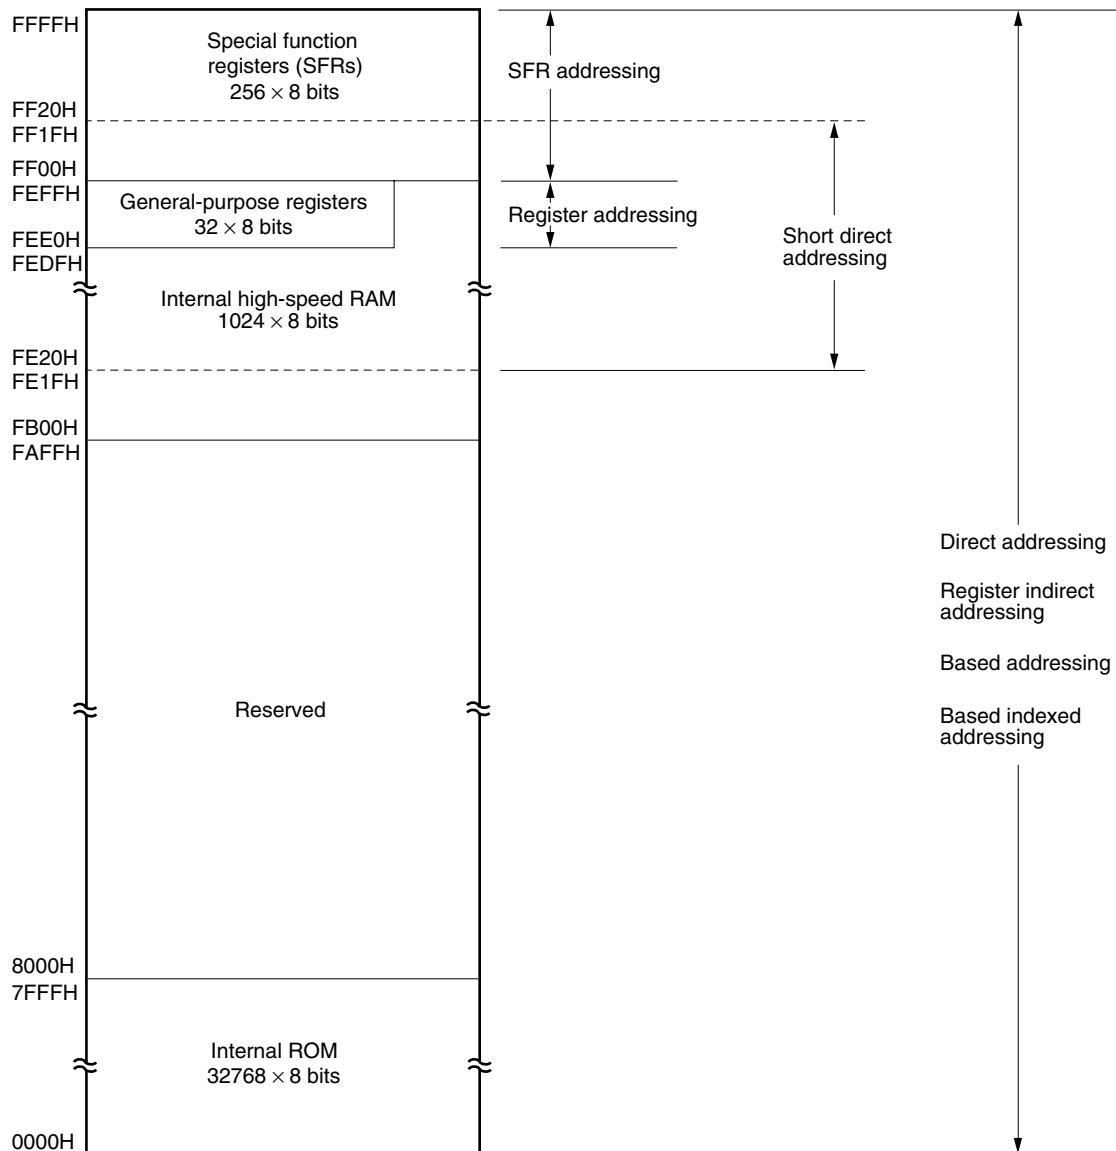 FFFFH
Special function
registers (SFRs)
256 × 8 bits
SFR addressing
FF20H
FF1FH
FF00H
FEFFH
General-purpose registers
32 × 8 bits
Register addressing
FEE0H
FEDFH
Short direct
addressing
Internal high-speed RAM
1024 × 8 bits
FE20H
FE1FH
FB00H
FAFFH
Direct addressing
Register indirect
addressing
Based addressing
Based indexed
addressing
Reserved
8000H
7FFFH
Internal ROM
32768 × 8 bits
0000H